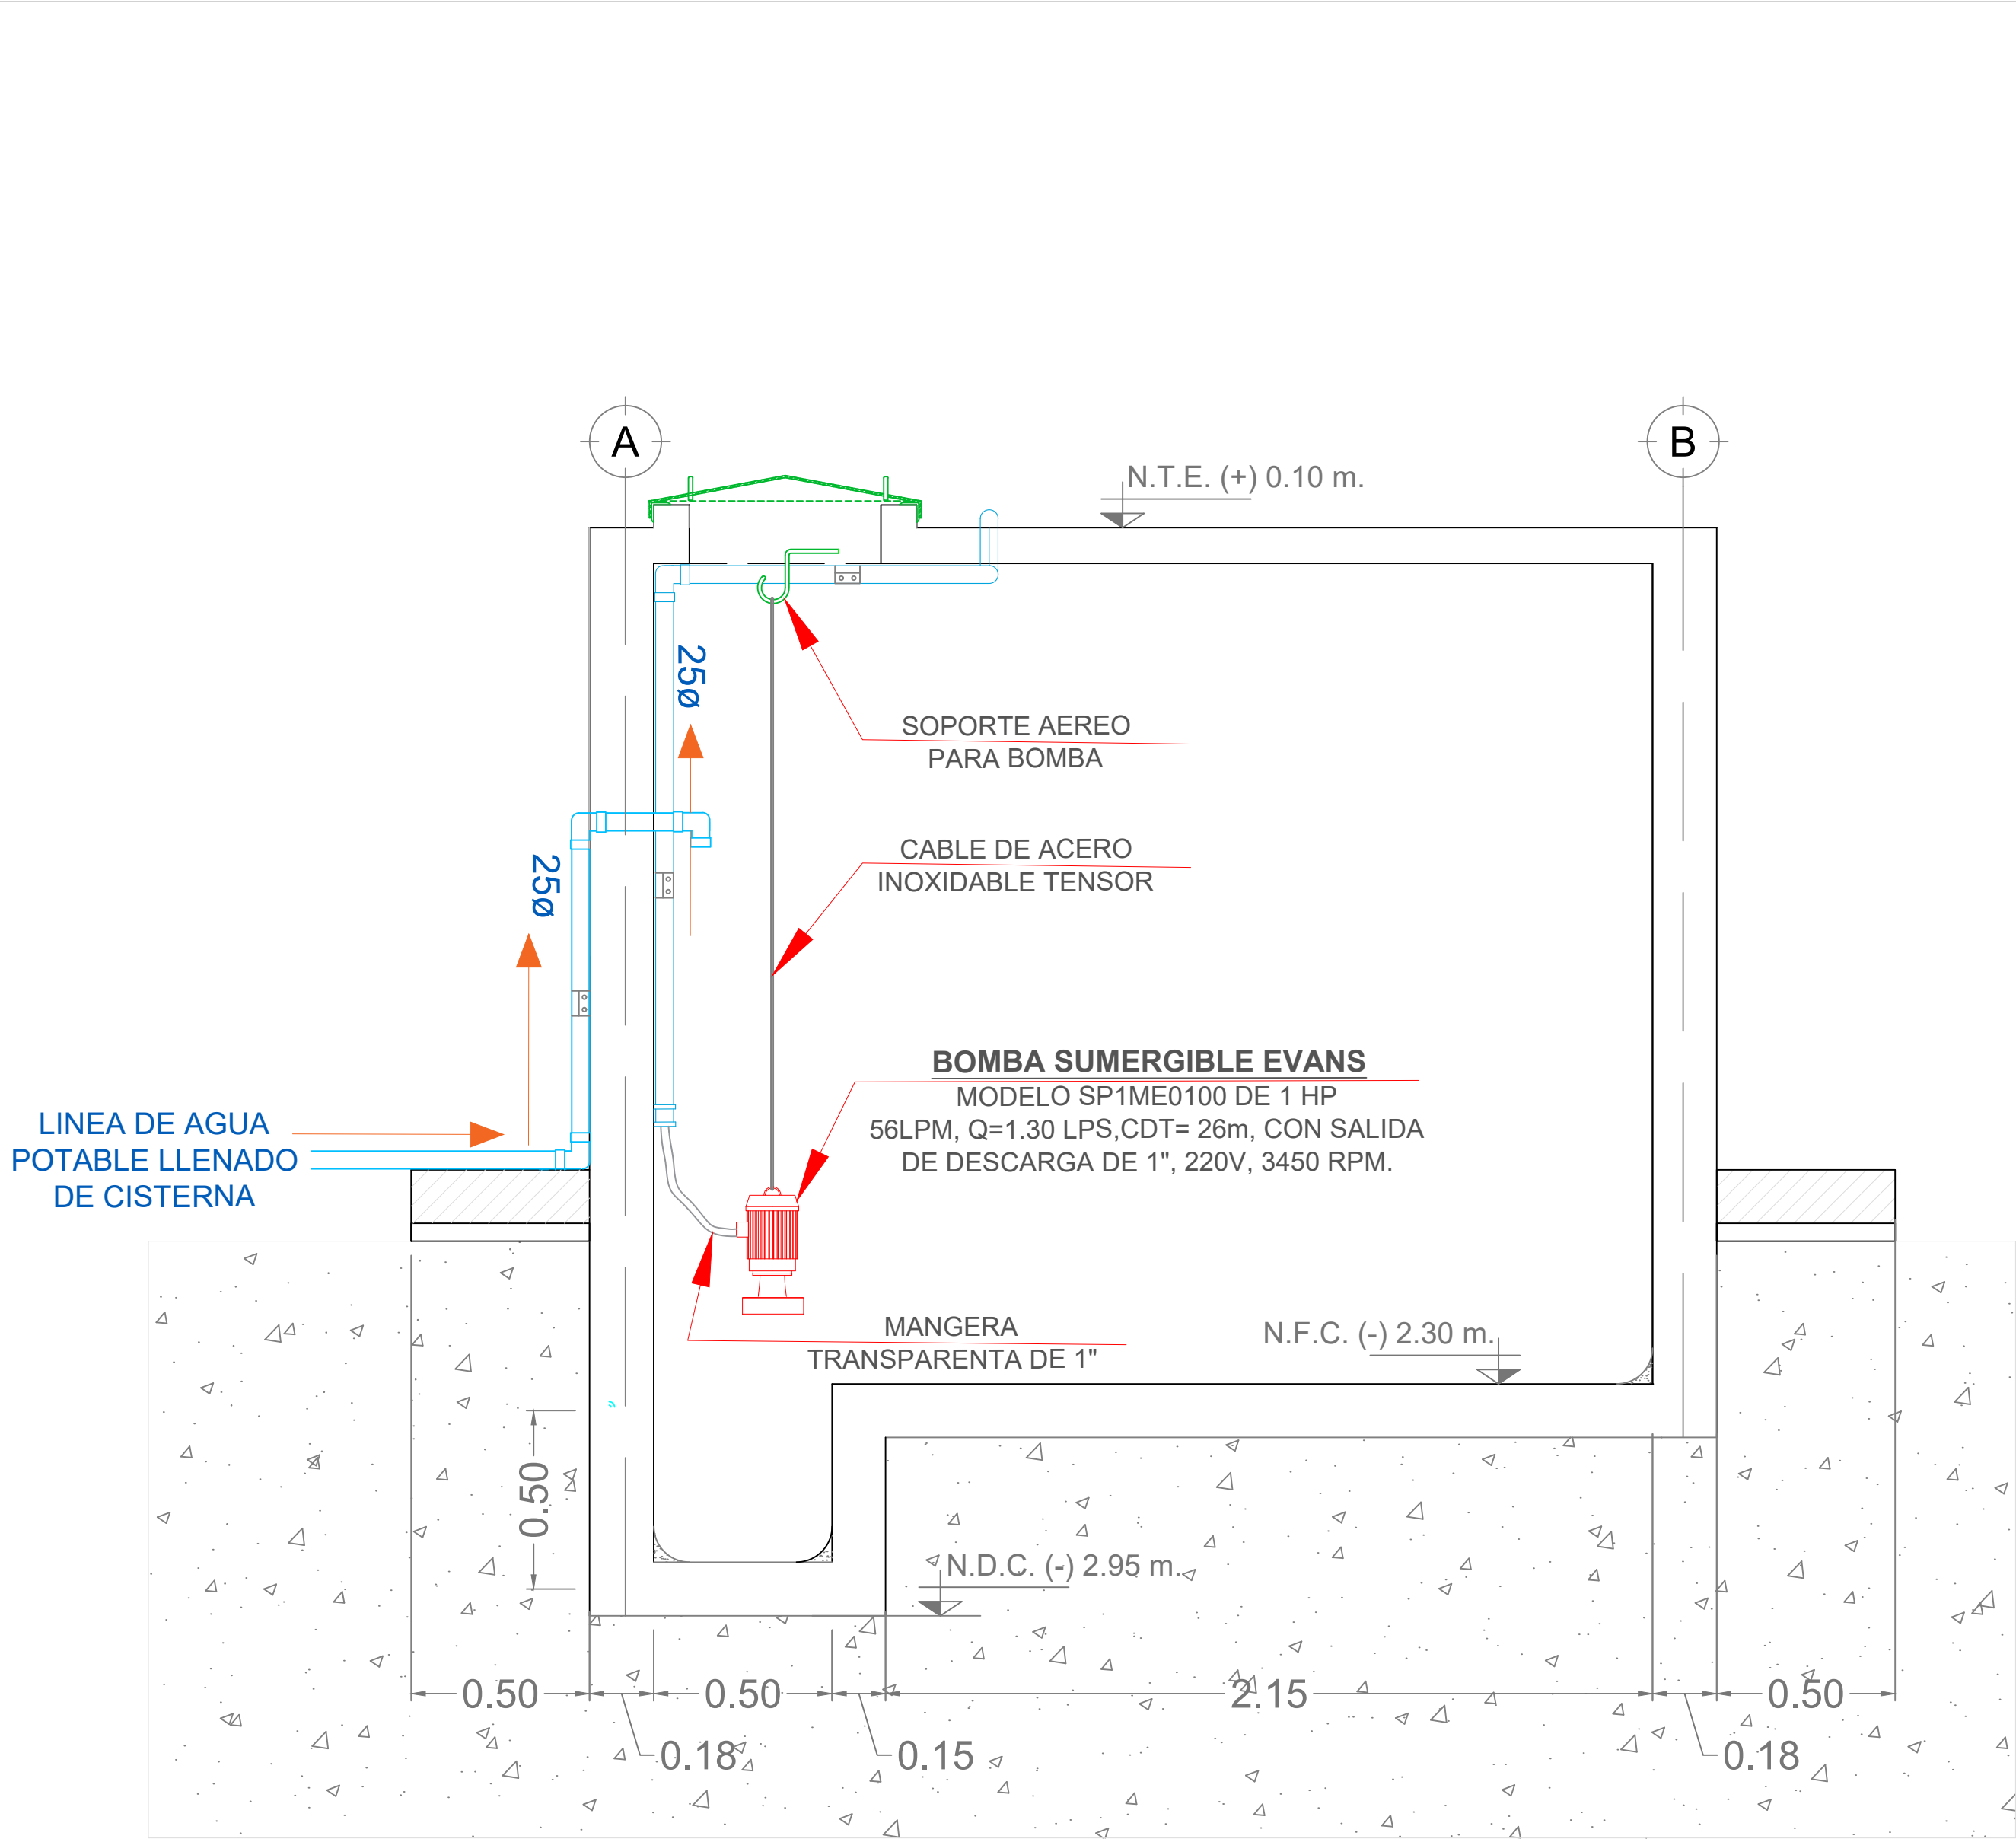 A
B
N.T.E. (+) 0.10 m.
25ø
SOPORTE AEREO
PARA BOMBA
CABLE DE ACERO
INOXIDABLE TENSOR
25ø
BOMBA SUMERGIBLE EVANS
MODELO SP1ME0100 DE 1 HP
56LPM, Q=1.30 LPS,CDT= 26m, CON SALIDA
DE DESCARGA DE 1", 220V, 3450 RPM.
LINEA DE AGUA
POTABLE LLENADO
DE CISTERNA
MANGERA
TRANSPARENTA DE 1"
N.F.C. (-) 2.30 m.
0.50
N.D.C. (-) 2.95 m.
0.50
0.50
2.15
0.50
0.18
0.15
0.18